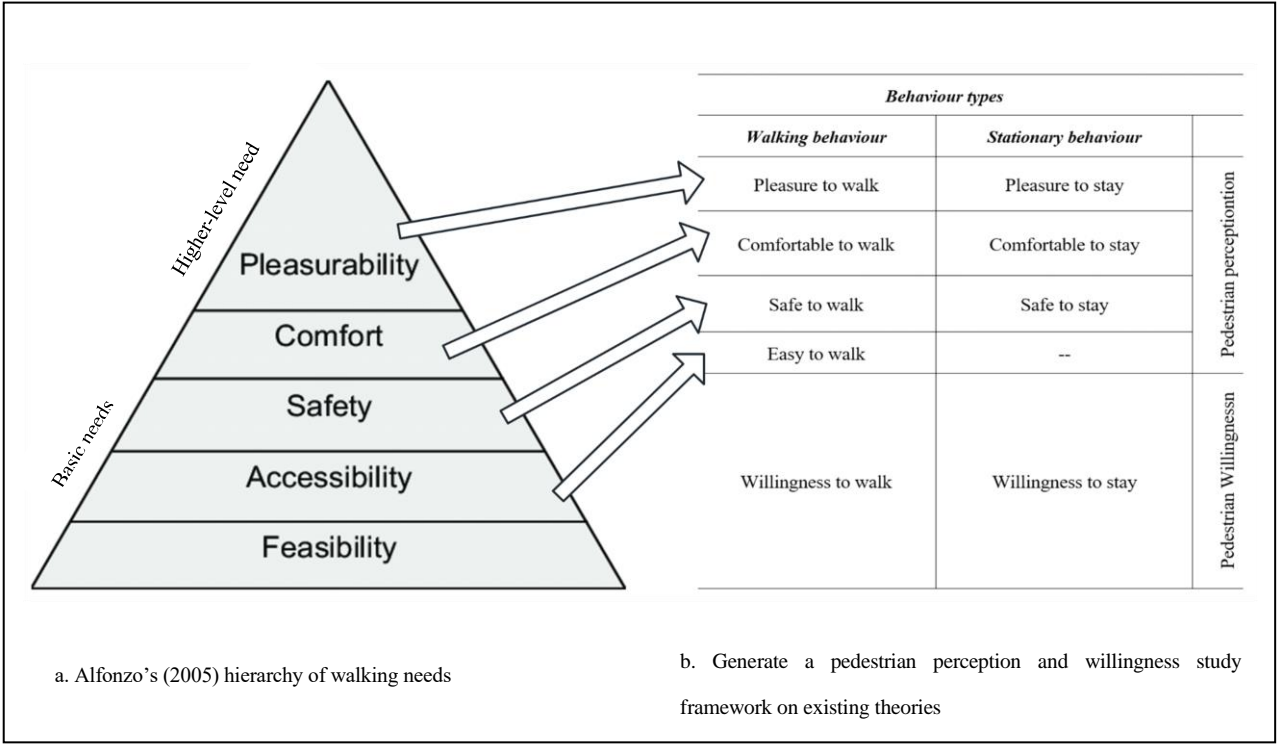 Higher-level need
Basic needs
Pleasurability
Comfort
Safety
Accessibility
Feasibility
a. Alfonzo's (2005) hierarchy of walking needs
Behaviour types
Walking behaviour
Stationary behaviour
Pleasure to walk
Pleasure to stay
Comfortable to walk
Comfortable to stay
Safe to walk
Safe to stay
Easy to walk
--
Pedestrian perceptiontion
Willingness to walk
Willingness to stay
Pedestrian Willingnessn
b. Generate a pedestrian perception and willingness study
framework on existing theories